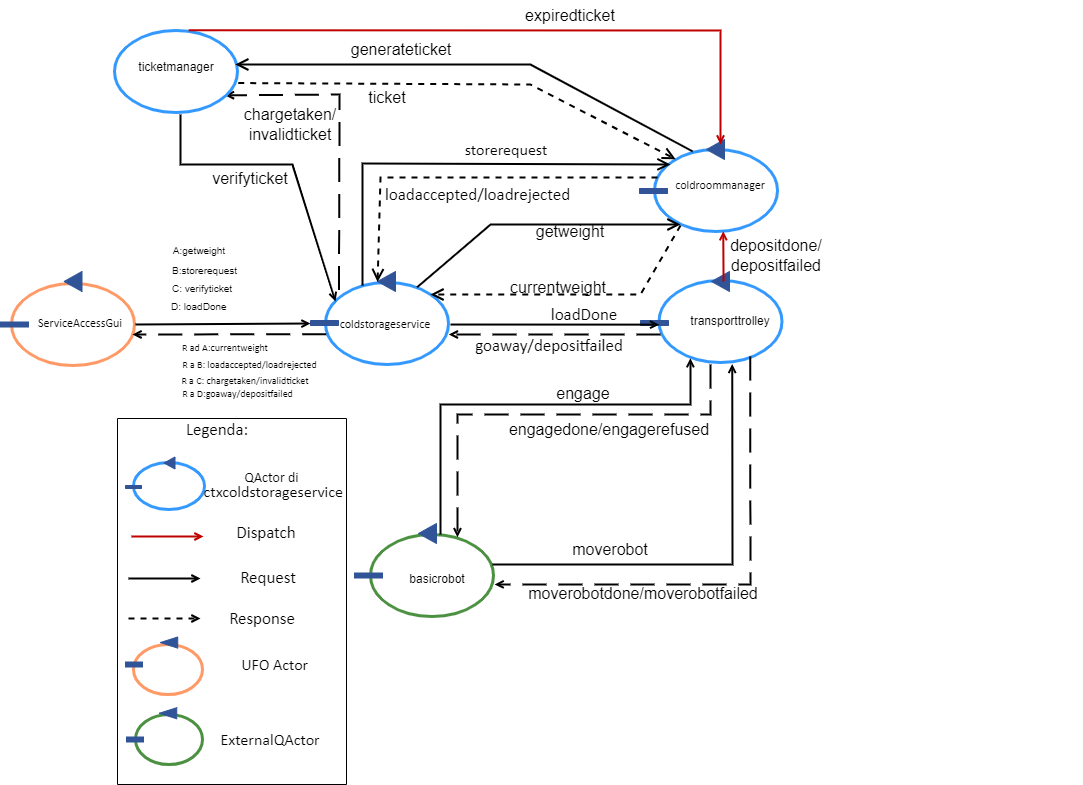 expiredticket
generateticket
ticketmanager
ticket
chargetaken/
invalidticket
storerequest
verifyticket
coldroommanager
loadaccepted/loadrejected
getweight
depositdone/
depositfailed
A:getweight
B:storerequest
C: verifyticket
D: loadDone
currentweight
ServiceAccessGui
coldstorageservice
loadDone
transporttrolley
goaway/depositfailed
R ad A:currentweight
R a B: loadaccepted/loadrejected
R a C: chargetaken/invalidticket
R a D:goaway/depositfailed
engage
engagedone/engagerefused
Legenda:
QActor di
ctxcoldstorageservice
Dispatch
moverobot
Request
basicrobot
moverobotdone/moverobotfailed
Response
UFO Actor
ExternalQActor